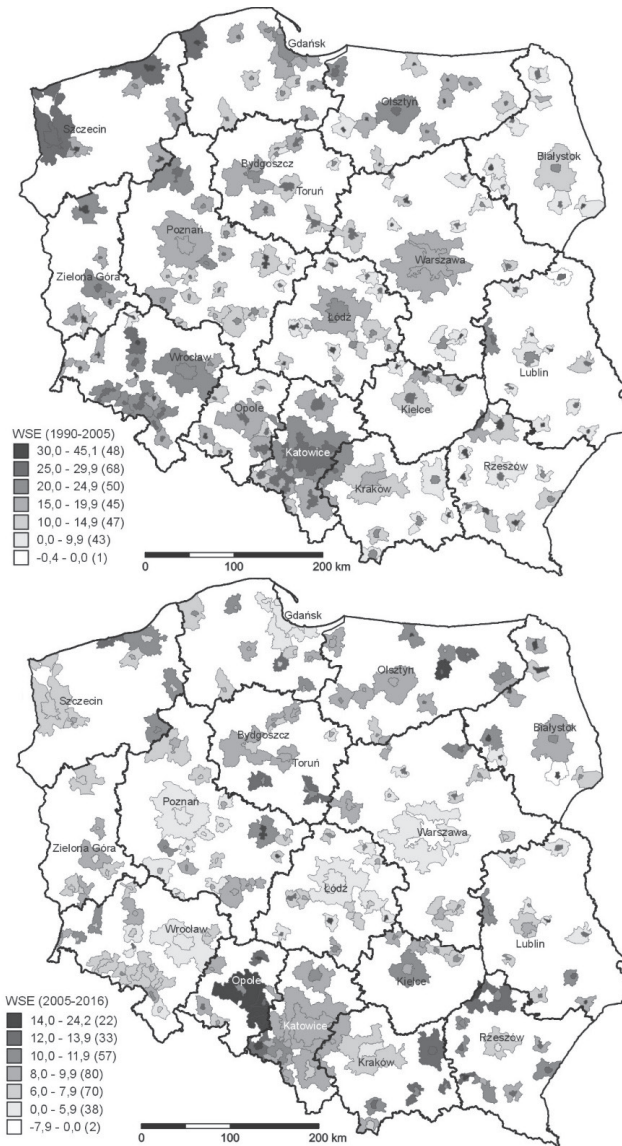 Gdańsk
Szczecin
Olsztyn
Białystok
Bydgoszcz
Toruń
Poznań
Warszawa
Zielona Góra
Łódź
Wrocław
Lublin
Opole
Kielce
WSE (1990-2005)
30,0 - 45,1 (48)
25,0 - 29,9 (68)
20,0 - 24,9 (50)
15,0 - 19,9 (45)
10,0 - 14,9 (47)
0,0 - 9,9 (43)
-0,4 - 0,0 (1)
Katowice
Kraków
Rzeszów
0 100 200 km
Gdańsk
Szczecin
Olsztyn
Białystok
Bydgoszcz
Toruń
Poznań
Warszawa
Zielona Góra
Łódź
Wrocław
Lublin
Opole
Kielce
WSE (2005-2016)
14,0 - 24,2 (22)
12,0 - 13,9 (33)
10,0 - 11,9 (57)
8,0 - 9,9 (80)
6,0 - 7,9 (70)
0,0 - 5,9 (38)
-7,9 - 0,0 (2)
Katowice
Kraków
Rzeszów
0 100 200 km